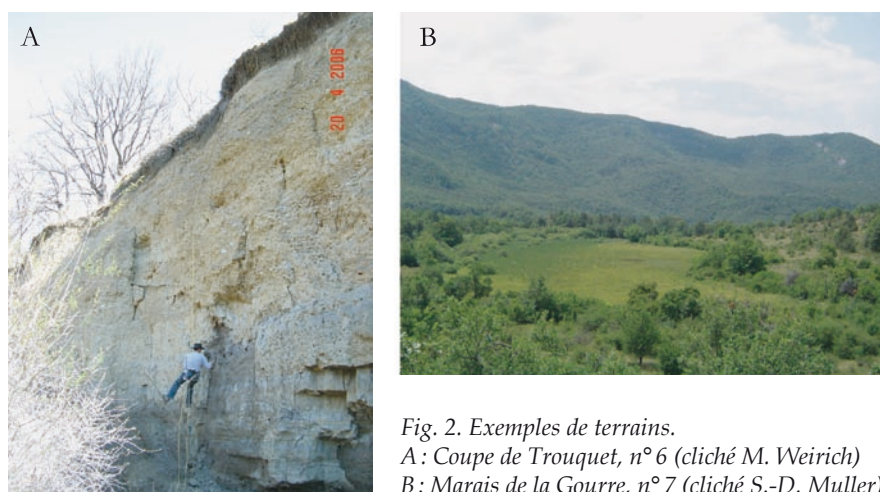 A
20 4 2006
B
Fig. 2. Exemples de terrains.
A : Coupe de Trouquet, n° 6 (cliché M. Weirich)
B : Marais de la Gourre, n° 7 (cliché S.-D. Muller)